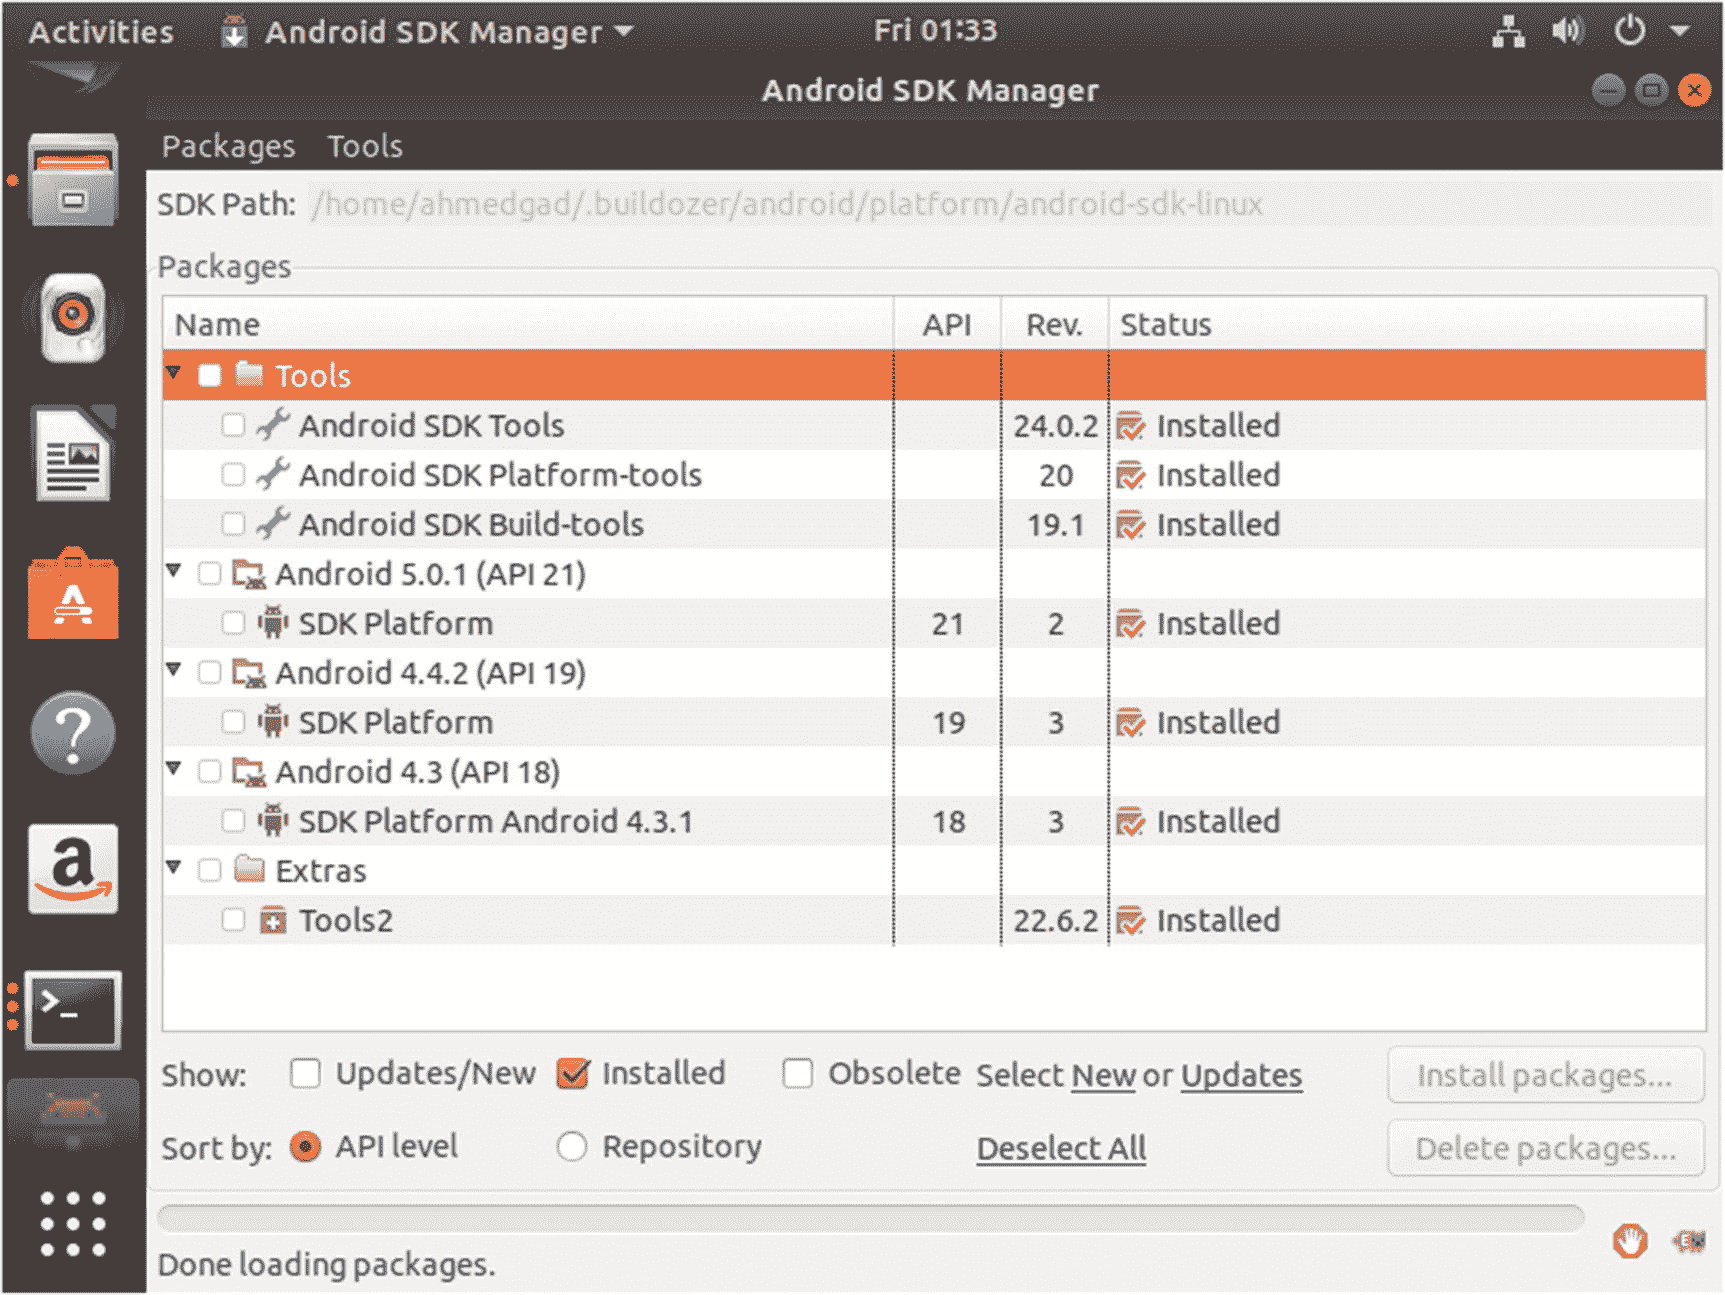 Activities Android SDK Manager Fri 01:33
Android SDK Manager
Packages Tools
SDK Path: /home/ahmedgad/.buildozer/android/platform/android-sdk-linux
Packages
Name API Rev. Status
Tools
Android SDK Tools 24.0.2 Installed
Android SDK Platform-tools 20 Installed
Android SDK Build-tools 19.1 Installed
Android 5.0.1 (API 21)
SDK Platform 21 2 Installed
Android 4.4.2 (API 19)
SDK Platform 19 3 Installed
Android 4.3 (API 18)
SDK Platform Android 4.3.1 18 3 Installed
Extras
Tools2 22.6.2 Installed
Show: Updates/New Installed Obsolete Select New or Updates Install packages...
Sort by: API level Repository Deselect All Delete packages...
Done loading packages.